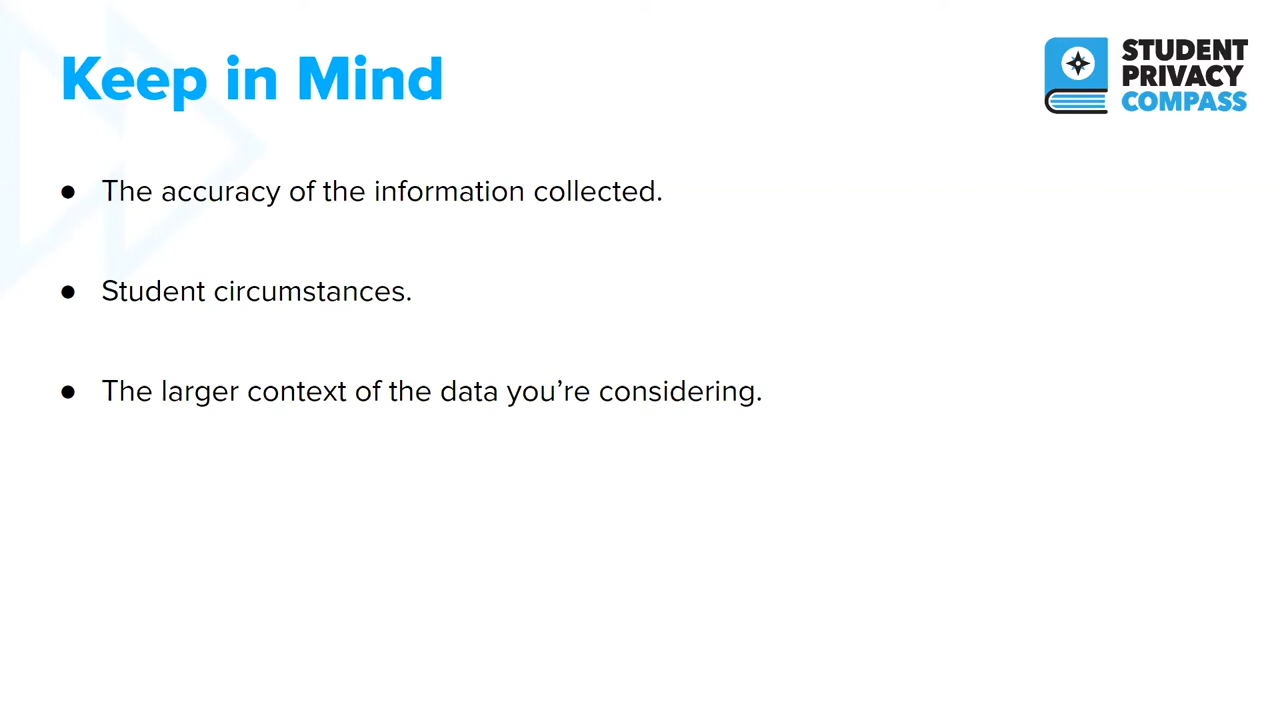 Keep in Mind
STUDENT
PRIVACY
COMPASS
● The accuracy of the information collected.
● Student circumstances.
● The larger context of the data you’re considering.